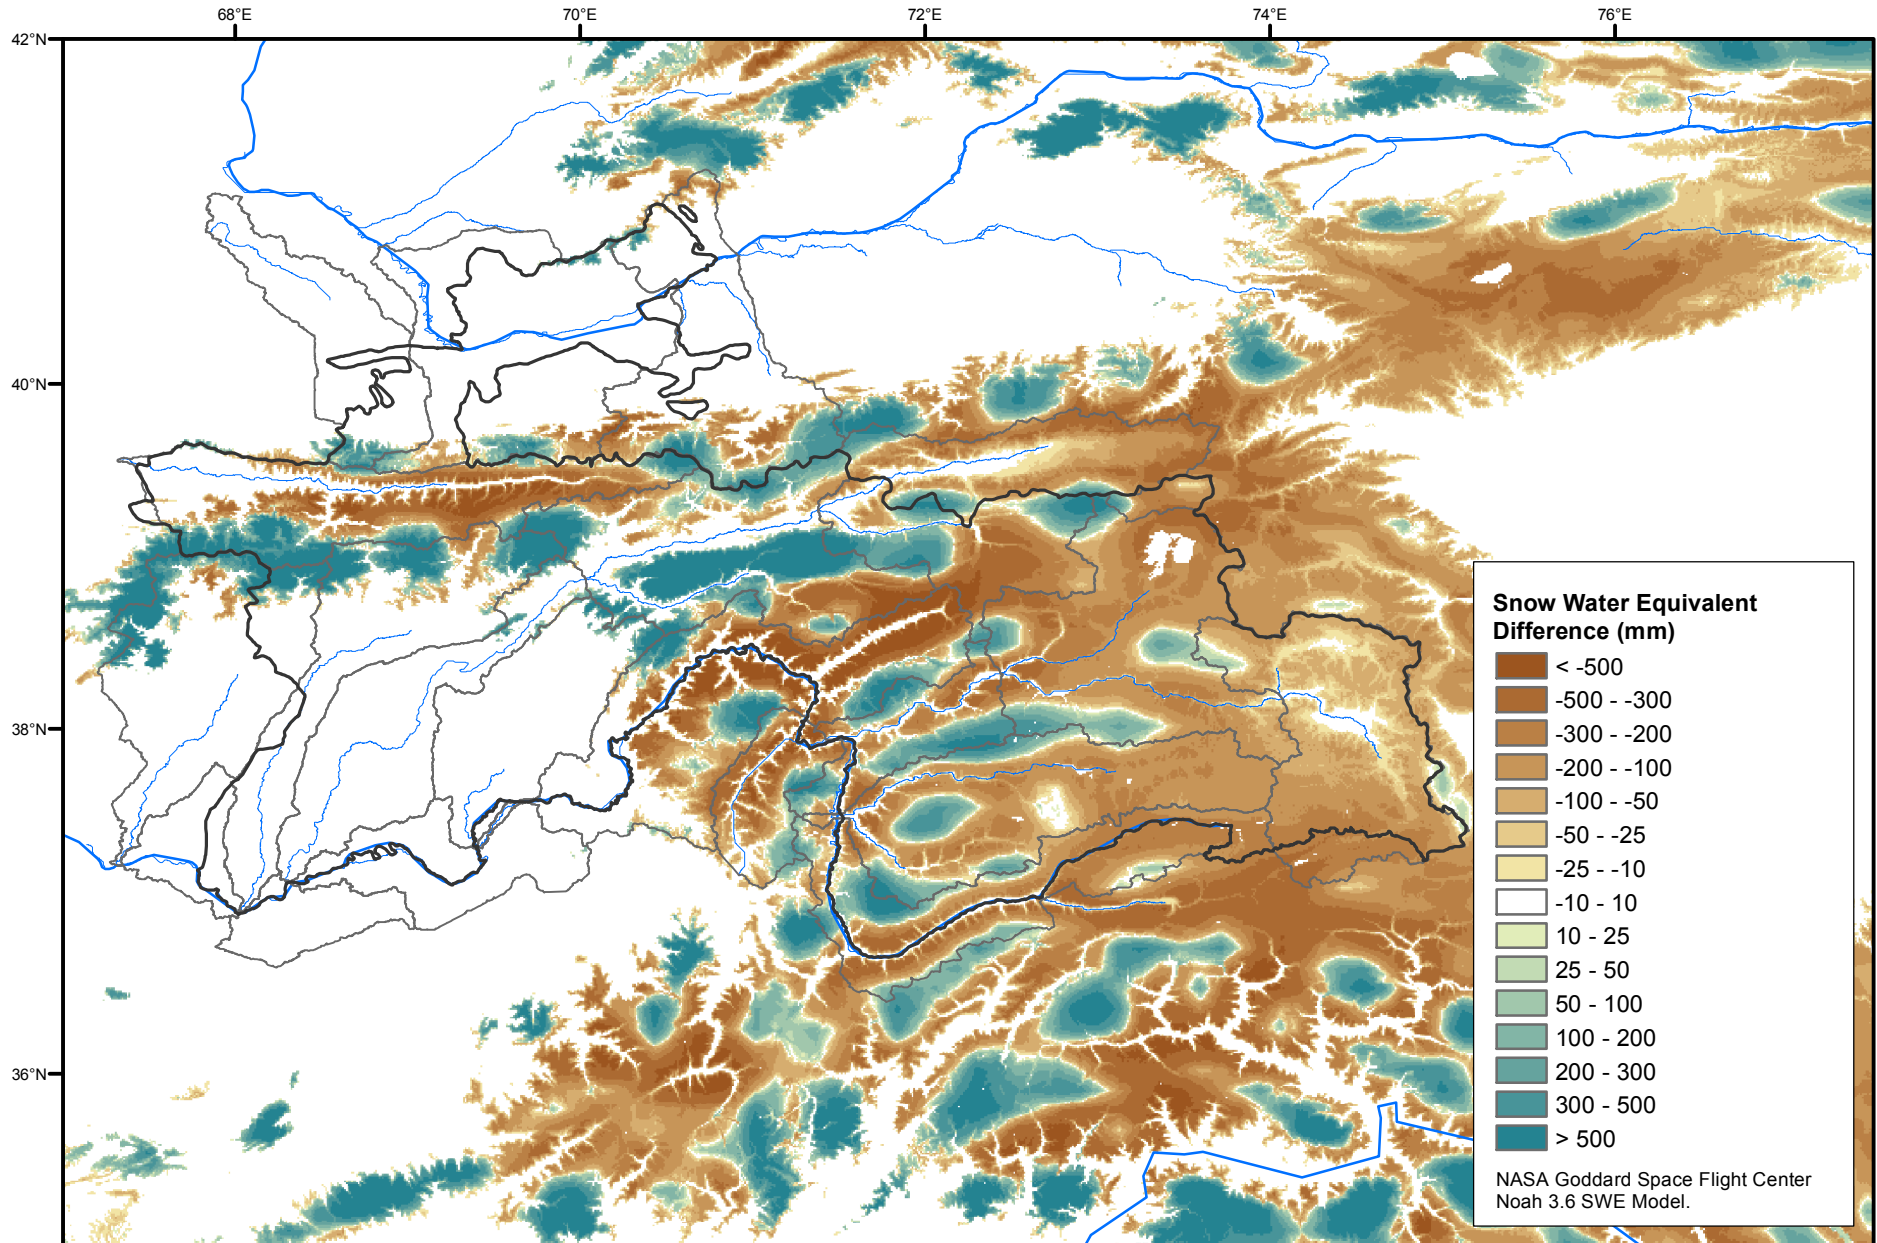 68°E
70°E
72°E
74°E
76°E
42°N
40°N
38°N
36°N
Snow Water Equivalent
Difference (mm)
< -500
-500 - -300
-300 - -200
-200 - -100
-100 - -50
-50 - -25
-25 - -10
-10 - 10
10 - 25
25 - 50
50 - 100
100 - 200
200 - 300
300 - 500
> 500
NASA Goddard Space Flight Center
Noah 3.6 SWE Model.